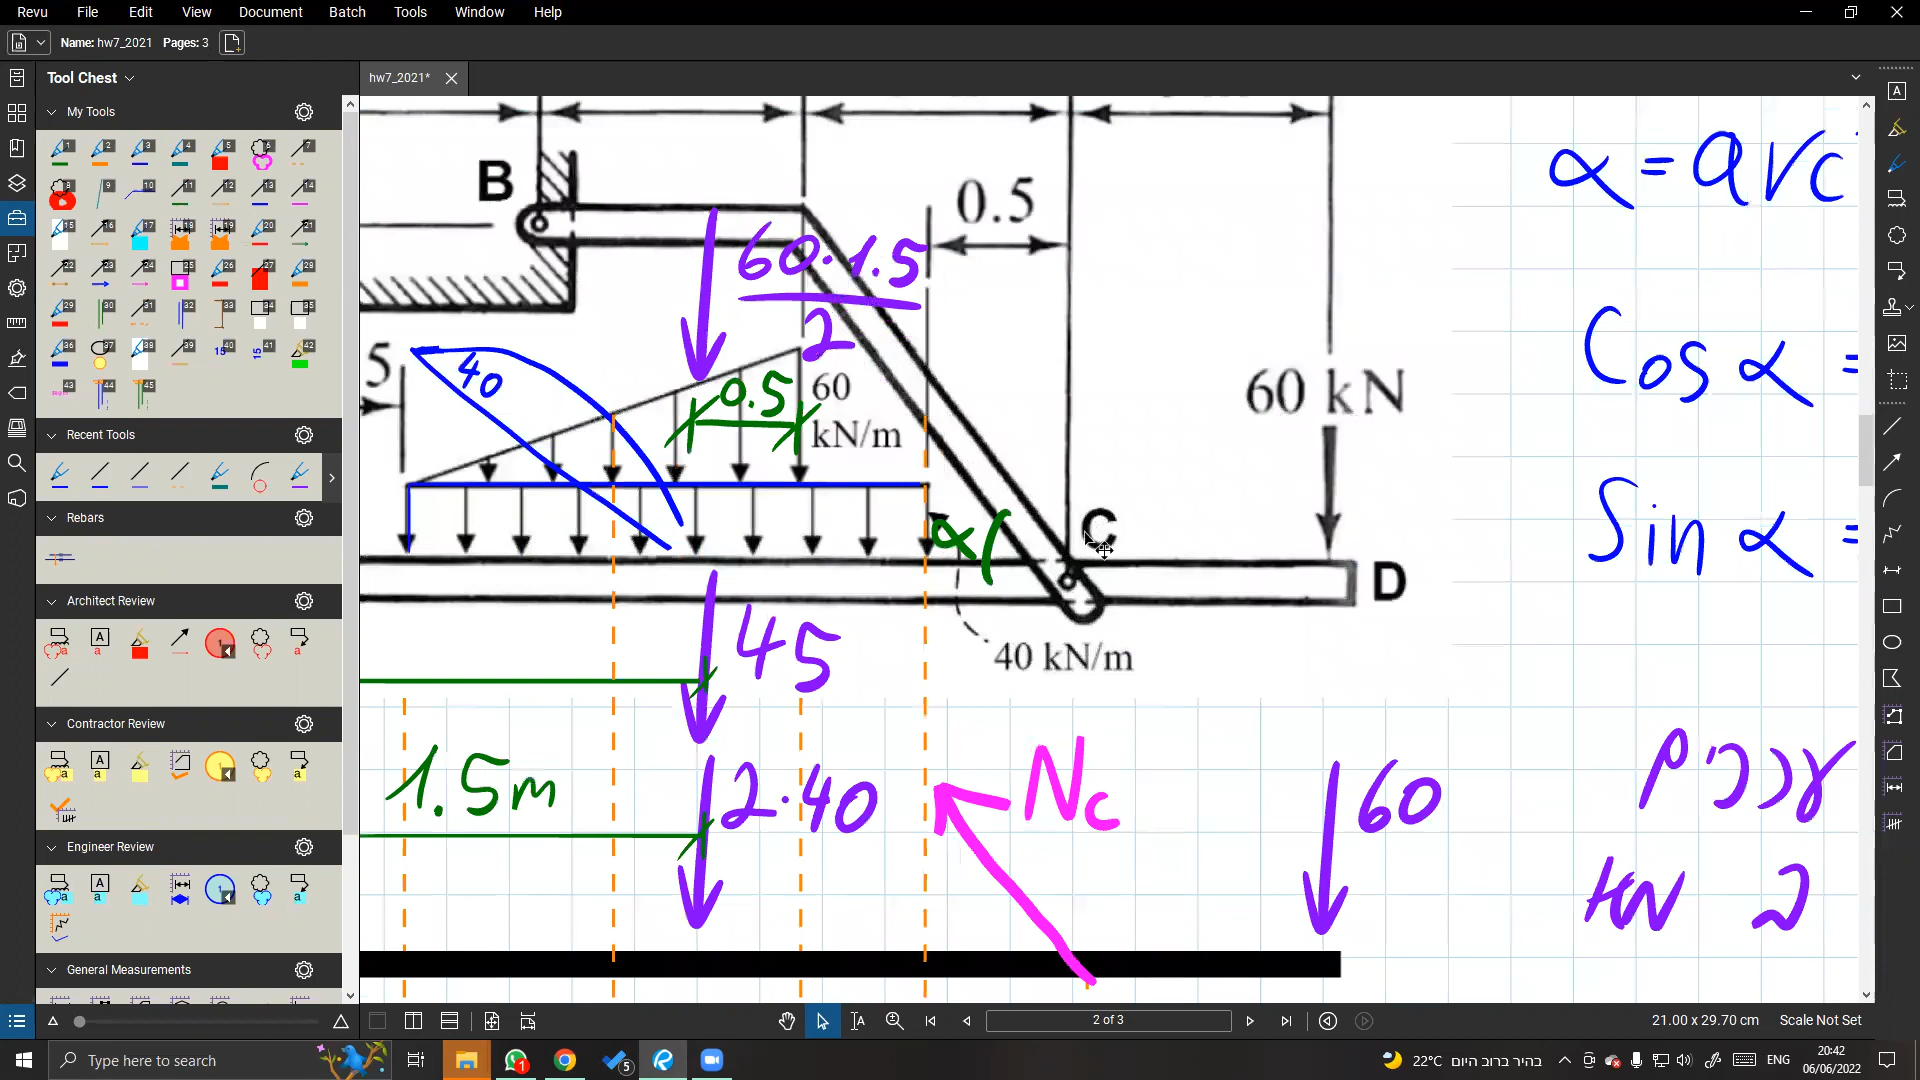 Revu File Edit View Document Batch Tools Window Help
Name: hw7_2021 Pages: 3
Tool Chest
hw7_2021*
My Tools
Recent Tools
Rebars
Architect Review
Contractor Review
Engineer Review
General Measurements
B
0.5
60·1.5
2
5
40
0.5
60
kN/m
60 kN
α
C
D
40 kN/m
45
1.5m
2·40
Nc
60
α = arc
Cos α =
Sin α =
2 of 3
21.00 x 29.70 cm
Scale Not Set
Type here to search
22°C
בהיר ברוב היום
ENG
20:42
06/06/2022